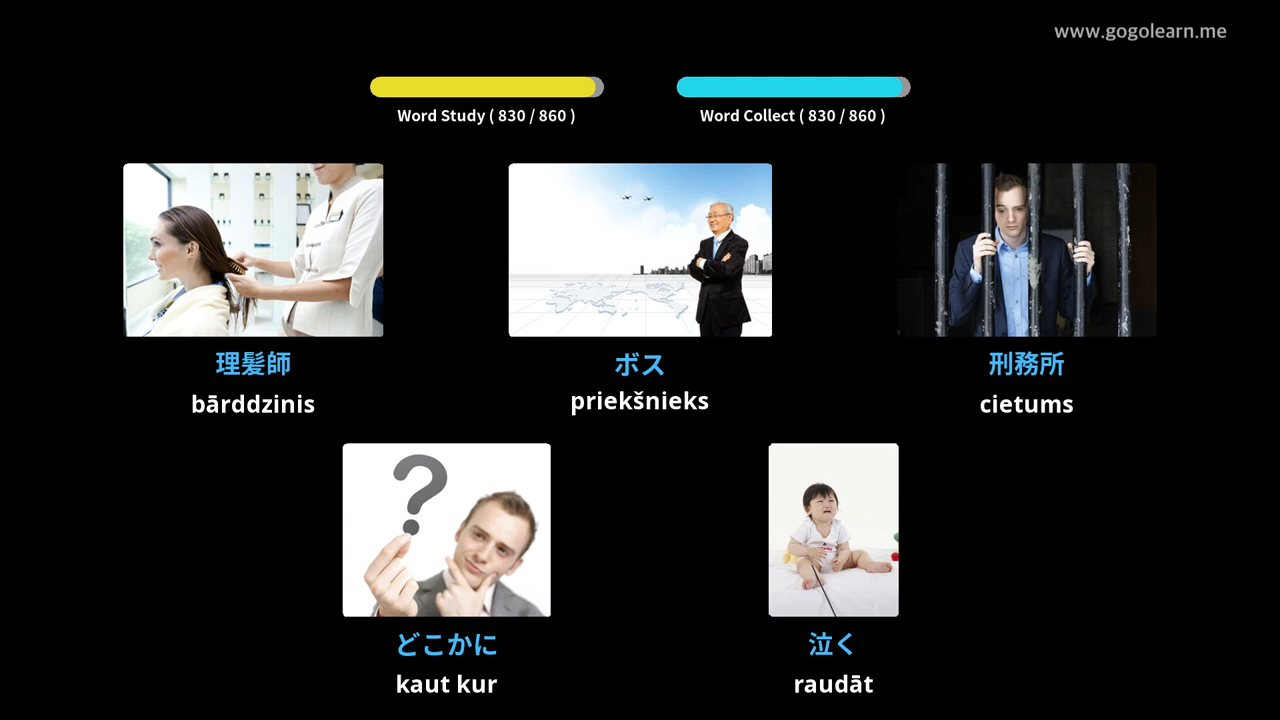 www.gogolearn.me
Word Study ( 830 / 860 )
Word Collect ( 830 / 860 )
理髪師
ボス
刑務所
bārddzinis
priekšnieks
cietums
どこかに
泣く
kaut kur
raudāt